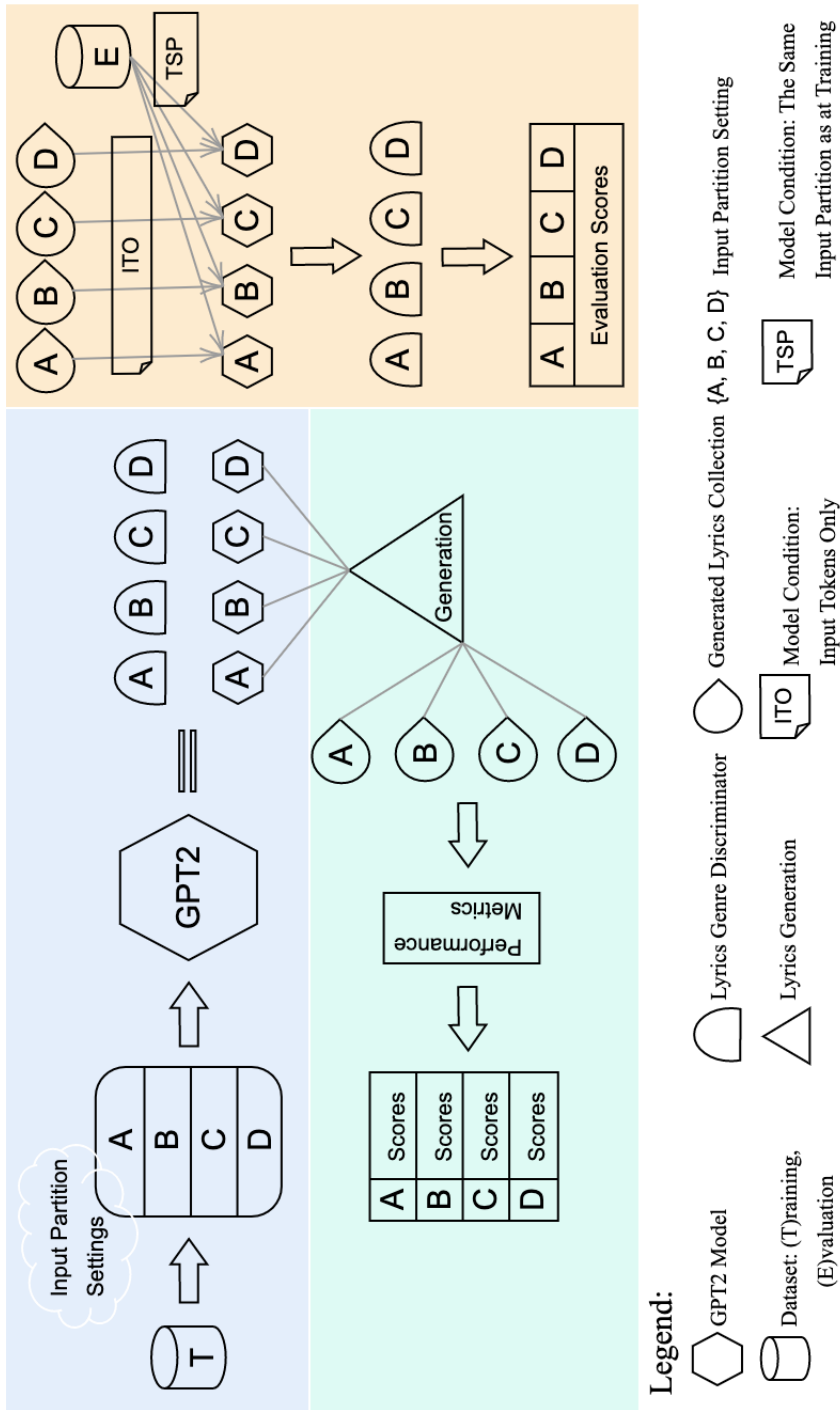 Input Partition
Settings
T
A
B
C
D
GPT2
A B C D
A B C D
A B C D
ITO
E
TSP
A B C D
A B C D
A B C D
Evaluation Scores
Generation
A
B
C
D
Performance
Metrics
A Scores
B Scores
C Scores
D Scores
Legend:
GPT2 Model
Lyrics Genre Discriminator
Generated Lyrics Collection
{A, B, C, D} Input Partition Setting
Dataset: (T)raining,
(E)valuation
Lyrics Generation
ITO
Model Condition:
Input Tokens Only
TSP
Model Condition: The Same
Input Partition as at Training